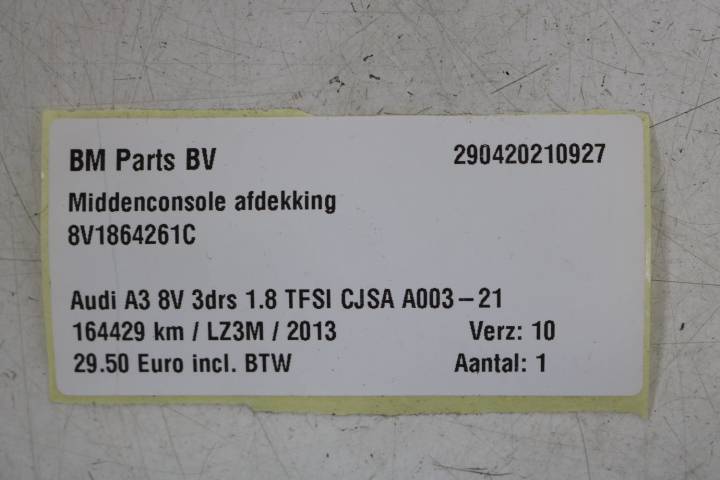 BM Parts BV 290420210927
Middenconsole afdekking
8V1864261C
Audi A3 8V 3drs 1.8 TFSI CJSA A003-21
164429 km / LZ3M / 2013 Verz: 10
29.50 Euro incl. BTW Aantal: 1